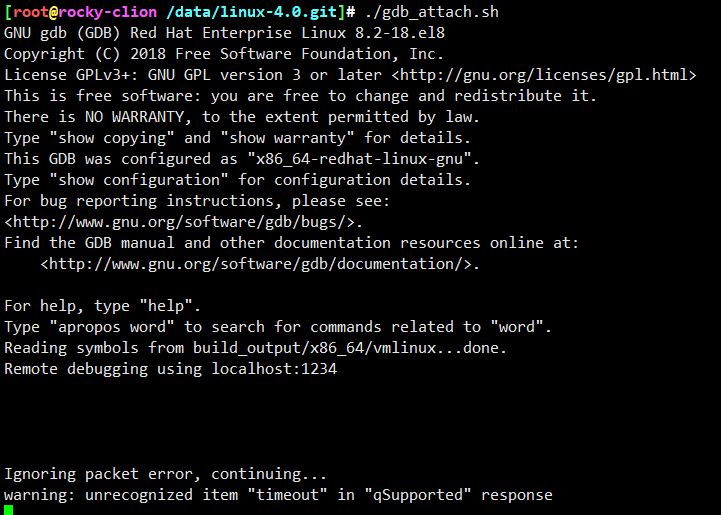 [root@rocky-clion /data/linux-4.0.git]# ./gdb_attach.sh
GNU gdb (GDB) Red Hat Enterprise Linux 8.2-18.el8
Copyright (C) 2018 Free Software Foundation, Inc.
License GPLv3+: GNU GPL version 3 or later <http://gnu.org/licenses/gpl.html>
This is free software: you are free to change and redistribute it.
There is NO WARRANTY, to the extent permitted by law.
Type "show copying" and "show warranty" for details.
This GDB was configured as "x86_64-redhat-linux-gnu".
Type "show configuration" for configuration details.
For bug reporting instructions, please see:
<http://www.gnu.org/software/gdb/bugs/>.
Find the GDB manual and other documentation resources online at:
    <http://www.gnu.org/software/gdb/documentation/>.

For help, type "help".
Type "apropos word" to search for commands related to "word".
Reading symbols from build_output/x86_64/vmlinux...done.
Remote debugging using localhost:1234

Ignoring packet error, continuing...
warning: unrecognized item "timeout" in "qSupported" response